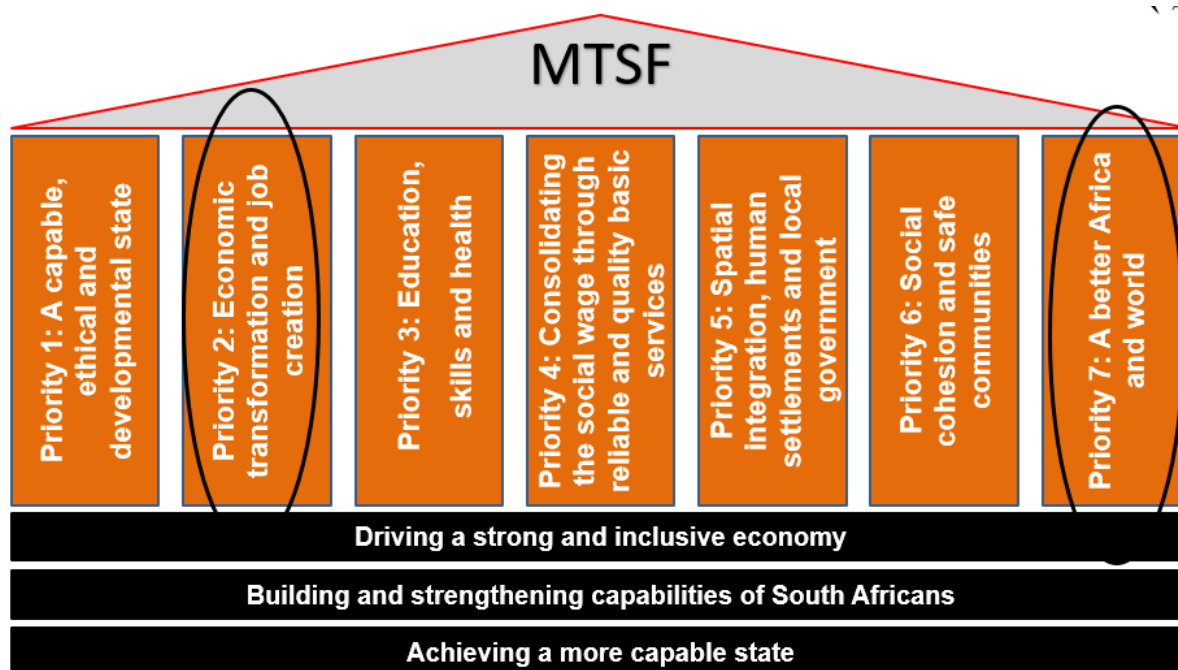 MTSF
Priority 1: A capable,
ethical and
developmental state
Priority 2: Economic
transformation and job
creation
Priority 3: Education,
skills and health
Priority 4: Consolidating
the social wage through
reliable and quality basic
services
Priority 5: Spatial
integration, human
settlements and local
government
Priority 6: Social
cohesion and safe
communities
Priority 7: A better Africa
and world
Driving a strong and inclusive economy
Building and strengthening capabilities of South Africans
Achieving a more capable state